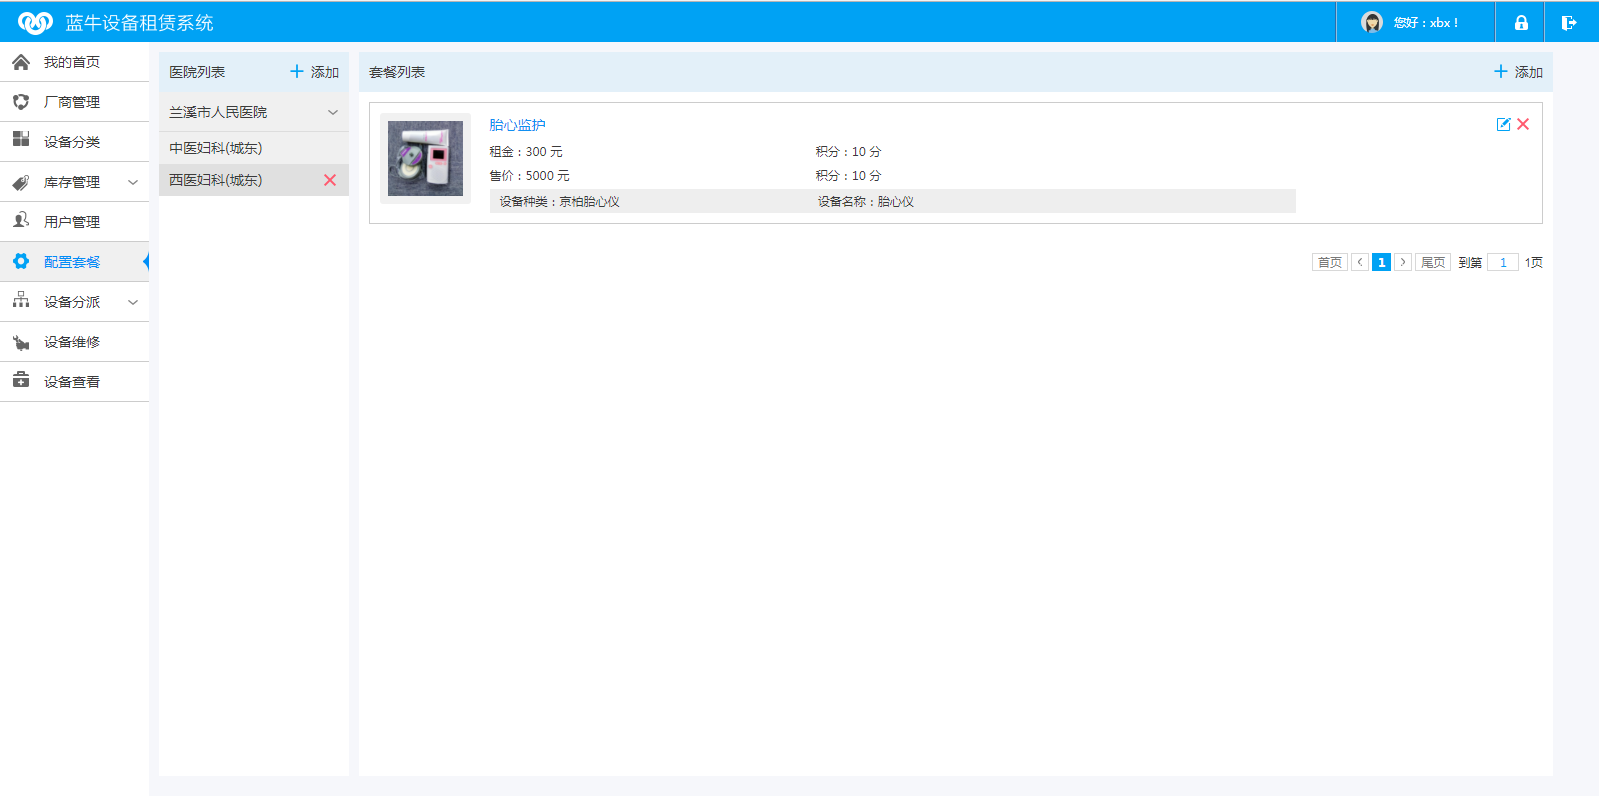 蓝牛设备租赁系统
您好：xbx！
我的首页
厂商管理
设备分类
库存管理
用户管理
配置套餐
设备分派
设备维修
设备查看
医院列表 添加
兰溪市人民医院
中医妇科(城东)
西医妇科(城东)
套餐列表 添加
胎心监护
租金：300 元 积分：10 分
售价：5000 元 积分：10 分
设备种类：京柏胎心仪 设备名称：胎心仪
首页 < 1 > 尾页 到第 1 1页